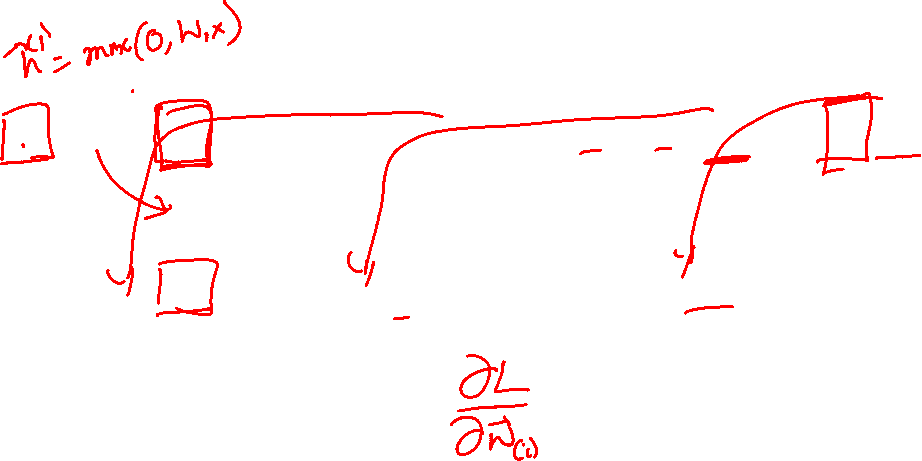 h⁽¹⁾ = max(0, W₁x)
∂L
∂W⃗₍ᵢ₎